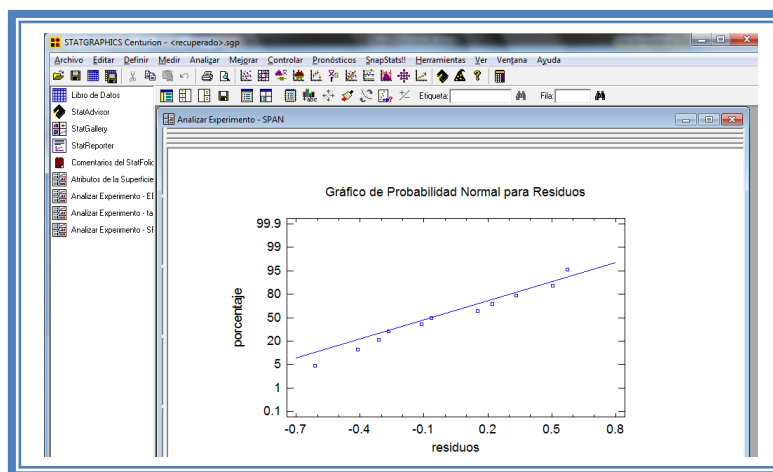 STATGRAPHICS Centurion - <recuperado>.sgp
Archivo Editar Definir Medir Analizar Mejorar Controlar Pronósticos SnapStats!! Herramientas Ver Ventana Ayuda
Etiqueta: Fila:
Libro de Datos
StatAdvisor
StatGallery
StatReporter
Comentarios del StatFolio
Atributos de la Superficie
Analizar Experimento - EE
Analizar Experimento - ta
Analizar Experimento - SF
Analizar Experimento - SPAN
Gráfico de Probabilidad Normal para Residuos
porcentaje
99.9
99
95
80
50
20
5
1
0.1
-0.7 -0.4 -0.1 0.2 0.5 0.8
residuos